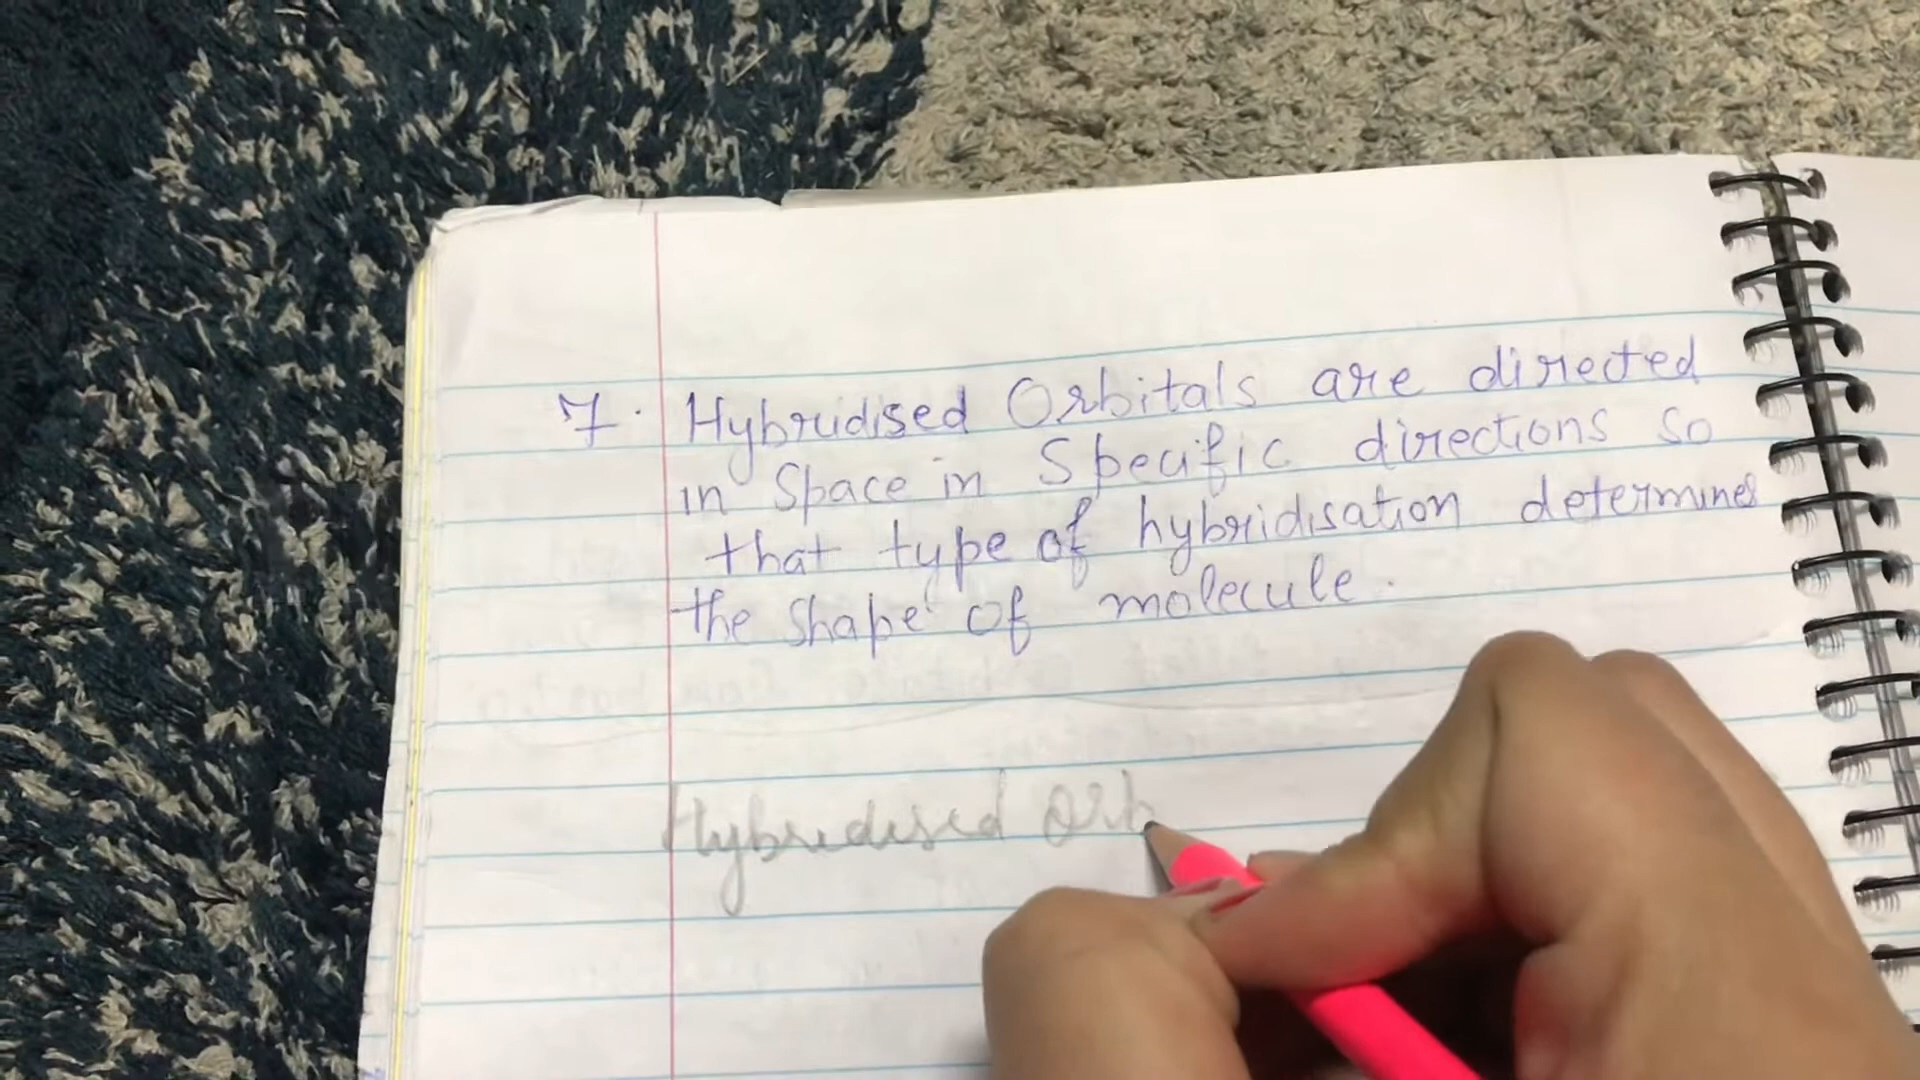 7. Hybridised Orbitals are directed
in Space in Specific directions so
that type of hybridisation determines
the shape of molecule.
Hybridised Orb